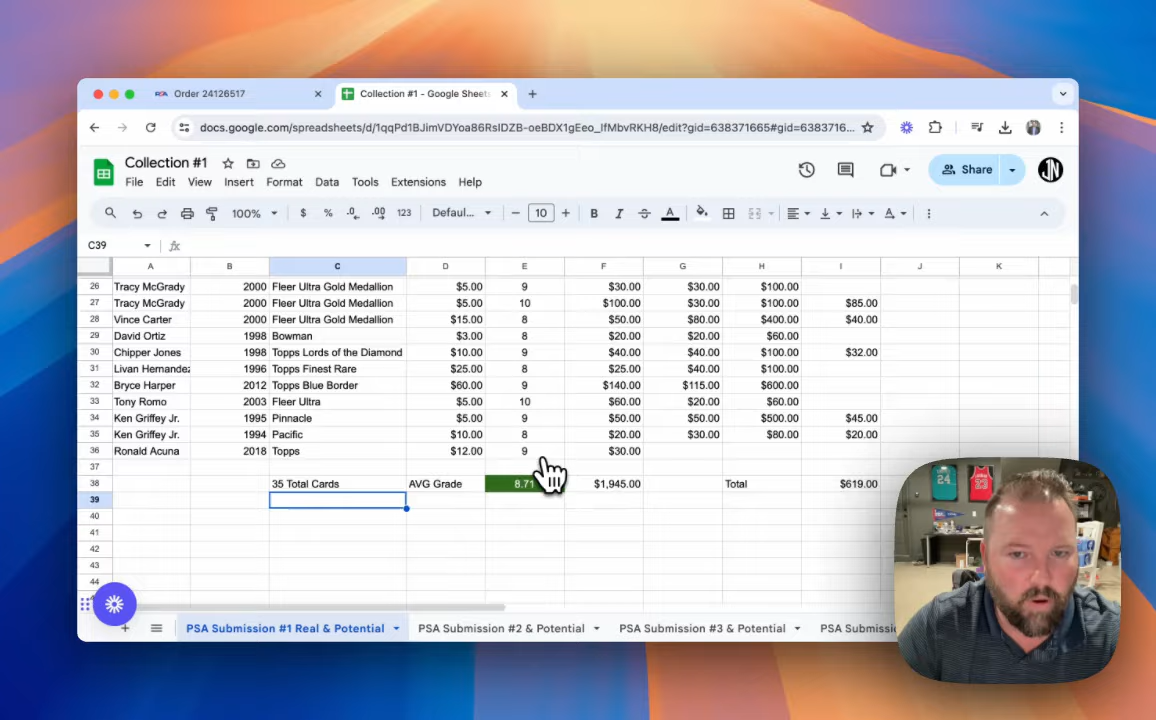 Order 24126517
Collection #1 - Google Sheets
docs.google.com/spreadsheets/d/1qqPd1BJimVDYoa86RsIDZB-oeBDX1gEeo_IfMbvRKH8/edit?gid=638371665#gid=6383716...
Collection #1
File Edit View Insert Format Data Tools Extensions Help
Share
JN
100% $ % .0 .00 123 Defaul... 10 B I A
C39 fx
A B C D E F G H I J K
26 Tracy McGrady 2000 Fleer Ultra Gold Medallion $5.00 9 $30.00 $30.00 $100.00
27 Tracy McGrady 2000 Fleer Ultra Gold Medallion $5.00 10 $100.00 $30.00 $100.00 $85.00
28 Vince Carter 2000 Fleer Ultra Gold Medallion $15.00 8 $50.00 $80.00 $400.00 $40.00
29 David Ortiz 1998 Bowman $3.00 8 $20.00 $20.00 $60.00
30 Chipper Jones 1998 Topps Lords of the Diamond $10.00 9 $40.00 $40.00 $100.00 $32.00
31 Livan Hernandez 1996 Topps Finest Rare $25.00 8 $25.00 $40.00 $100.00
32 Bryce Harper 2012 Topps Blue Border $60.00 9 $140.00 $115.00 $600.00
33 Tony Romo 2003 Fleer Ultra $5.00 10 $60.00 $20.00 $60.00
34 Ken Griffey Jr. 1995 Pinnacle $5.00 9 $50.00 $50.00 $500.00 $45.00
35 Ken Griffey Jr. 1994 Pacific $10.00 8 $20.00 $30.00 $80.00 $20.00
36 Ronald Acuna 2018 Topps $12.00 9 $30.00
37
38 35 Total Cards AVG Grade 8.71 $1,945.00 Total $619.00
39
40
41
42
43
44
PSA Submission #1 Real & Potential PSA Submission #2 & Potential PSA Submission #3 & Potential PSA Submissi
24
23